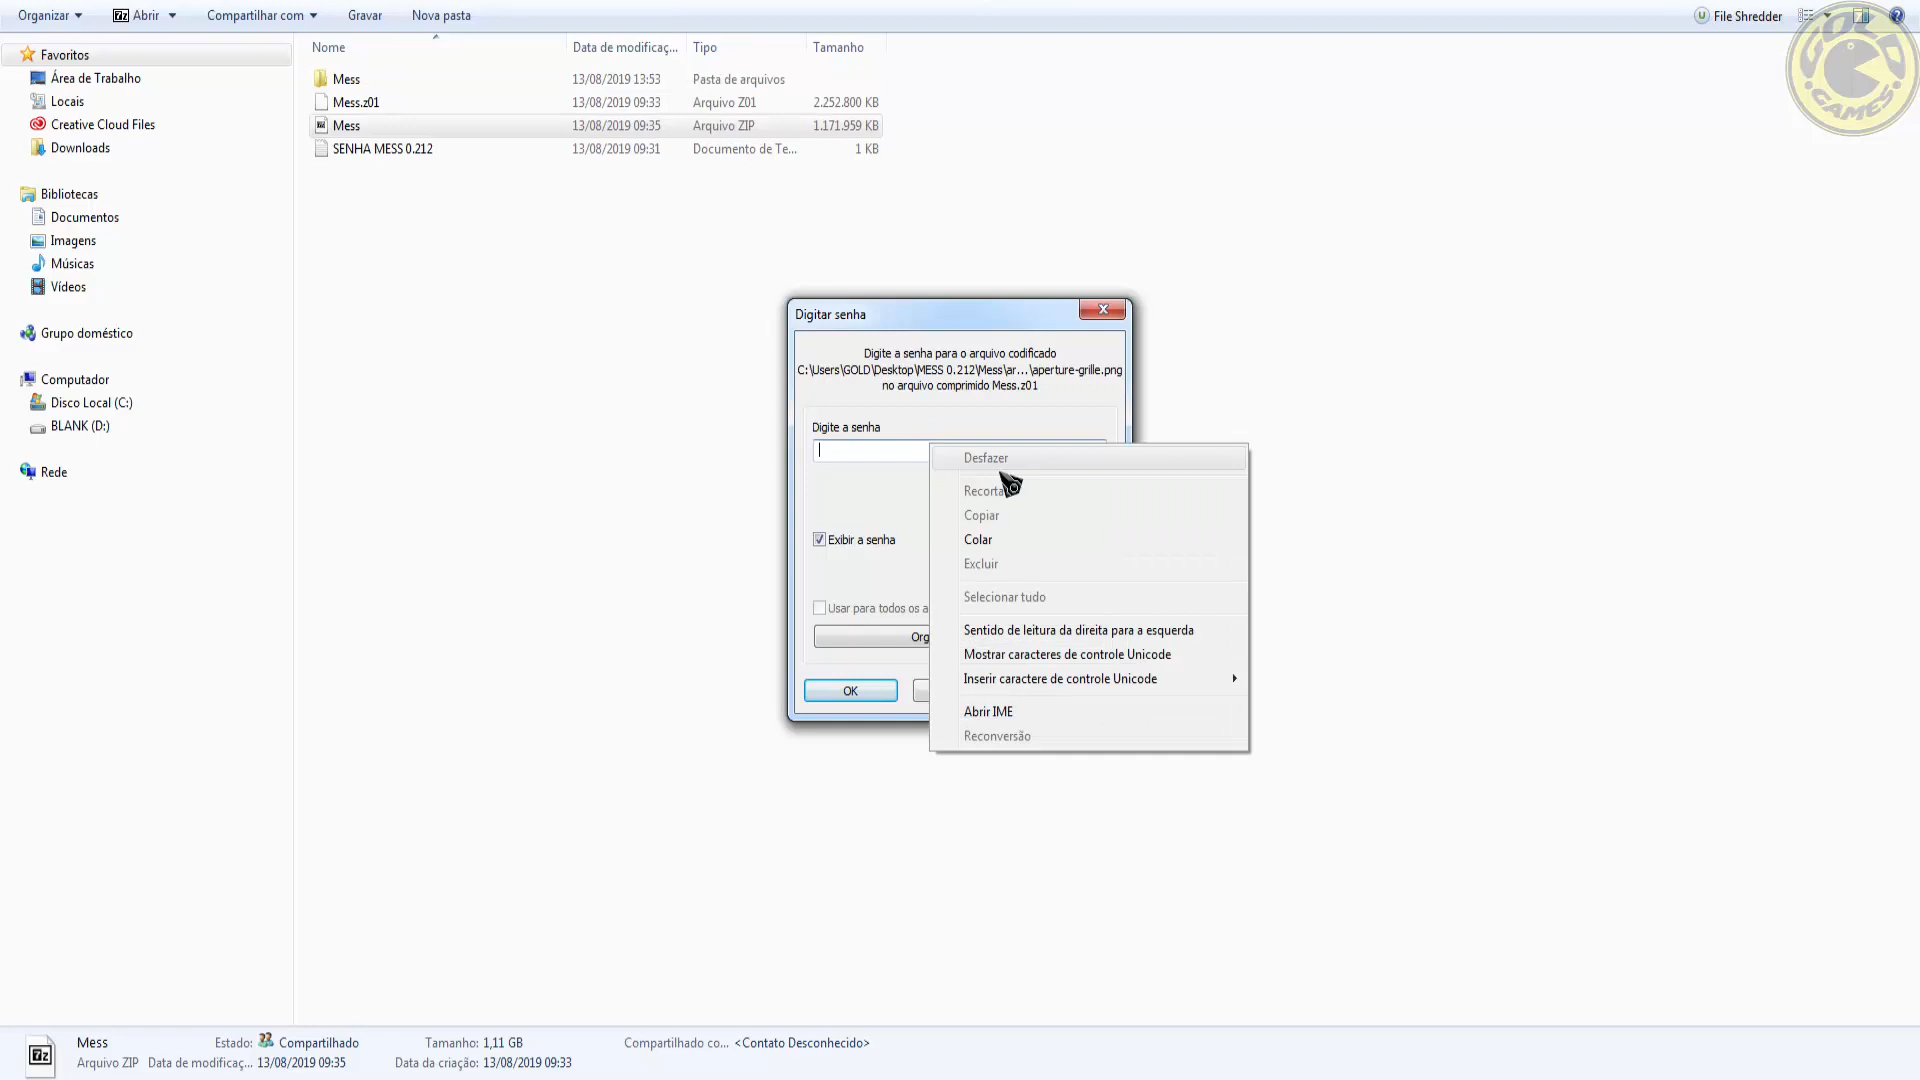 Organizar
Abrir
Compartilhar com
Gravar
Nova pasta
File Shredder
GOLD
GAMES
Favoritos
Área de Trabalho
Locais
Creative Cloud Files
Downloads
Bibliotecas
Documentos
Imagens
Músicas
Vídeos
Grupo doméstico
Computador
Disco Local (C:)
BLANK (D:)
Rede
Nome Data de modificaç... Tipo Tamanho
Mess 13/08/2019 13:53 Pasta de arquivos
Mess.z01 13/08/2019 09:33 Arquivo Z01 2.252.800 KB
Mess 13/08/2019 09:35 Arquivo ZIP 1.171.959 KB
SENHA MESS 0.212 13/08/2019 09:31 Documento de Te... 1 KB
Digitar senha
Digite a senha para o arquivo codificado
C:\Users\GOLD\Desktop\MESS 0.212\Mess\ar...\aperture-grille.png
no arquivo comprimido Mess.z01
Digite a senha
Exibir a senha
Usar para todos os a
Org
OK
Desfazer
Recorta
Copiar
Colar
Excluir
Selecionar tudo
Sentido de leitura da direita para a esquerda
Mostrar caracteres de controle Unicode
Inserir caractere de controle Unicode
Abrir IME
Reconversão
7z
Mess Estado: Compartilhado Tamanho: 1,11 GB Compartilhado co... <Contato Desconhecido>
Arquivo ZIP Data de modificaç... 13/08/2019 09:35 Data da criação: 13/08/2019 09:33